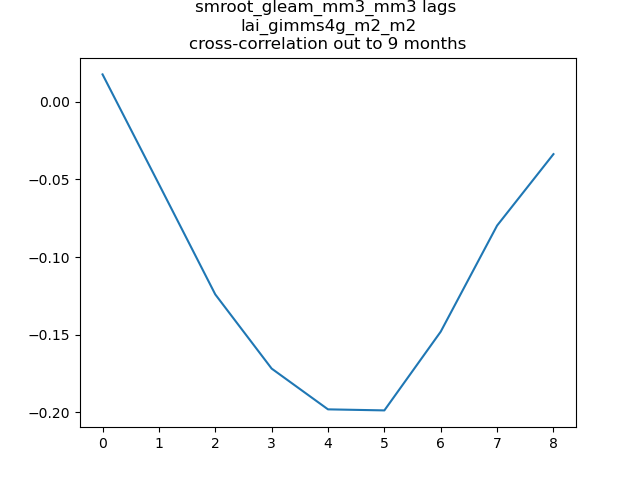 smroot_gleam_mm3_mm3 lags
lai_gimms4g_m2_m2
cross-correlation out to 9 months
0.00
−0.05
−0.10
−0.15
−0.20
0 1 2 3 4 5 6 7 8